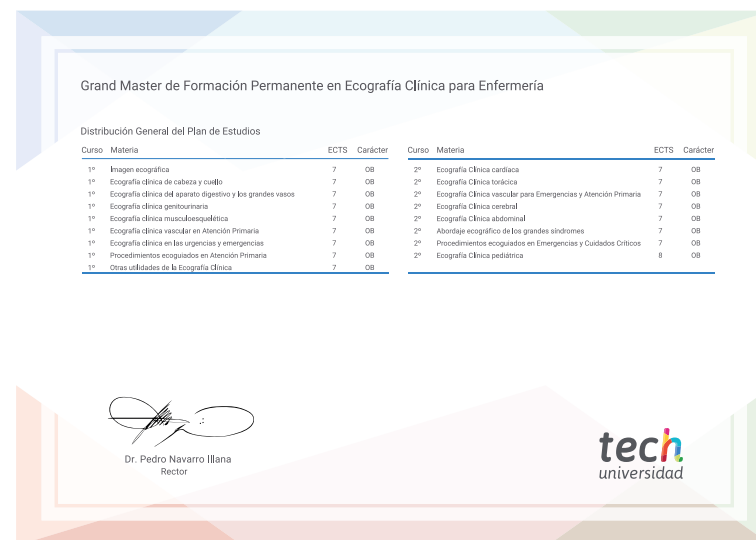 Grand Master de Formación Permanente en Ecografía Clínica para Enfermería
Distribución General del Plan de Estudios
Curso Materia ECTS Carácter
1º Imagen ecográfica 7 OB
1º Ecografía clínica de cabeza y cuello 7 OB
1º Ecografía clínica del aparato digestivo y los grandes vasos 7 OB
1º Ecografía clínica genitourinaria 7 OB
1º Ecografía clínica musculoesquelética 7 OB
1º Ecografía clínica vascular en Atención Primaria 7 OB
1º Ecografía clínica en las urgencias y emergencias 7 OB
1º Procedimientos ecoguiados en Atención Primaria 7 OB
1º Otras utilidades de la Ecografía Clínica 7 OB
Curso Materia ECTS Carácter
2º Ecografía Clínica cardíaca 7 OB
2º Ecografía Clínica torácica 7 OB
2º Ecografía Clínica vascular para Emergencias y Atención Primaria 7 OB
2º Ecografía Clínica cerebral 7 OB
2º Ecografía Clínica abdominal 7 OB
2º Abordaje ecográfico de los grandes síndromes 7 OB
2º Procedimientos ecoguiados en Emergencias y Cuidados Críticos 7 OB
2º Ecografía Clínica pediátrica 8 OB
Dr. Pedro Navarro Illana
Rector
tech
universidad